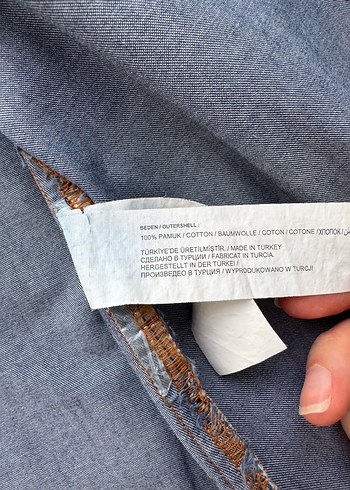 BEDEN / OUTERSHELL :
100% PAMUK / COTTON / BAUMWOLLE / COTON / COTONE / ХЛОПОК /
TÜRKİYE'DE ÜRETİLMİŞTİR. / MADE IN TURKEY
СДЕЛАНО В ТУРЦИИ / FABRICAT IN TURCIA.
HERGESTELLT IN DER TÜRKEI /
ПРОИЗВЕДЕНО В ТУРЦИЯ / WYPRODUKOWANO W TURCJI